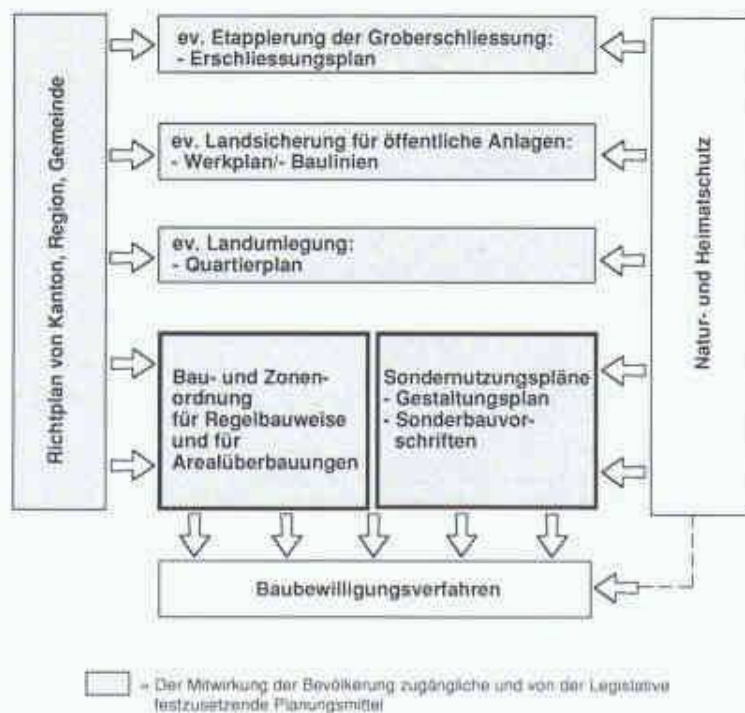 Richtplan von Kanton, Region, Gemeinde
ev. Etappierung der Groberschliessung:
- Erschliessungsplan
ev. Landsicherung für öffentliche Anlagen:
- Werkplan/- Baulinien
ev. Landumlegung:
- Quartierplan
Bau- und Zonen-
ordnung
für Regelbauweise
und für
Arealüberbauungen
Sondernutzungspläne
- Gestaltungsplan
- Sonderbauvor-
schriften
Natur- und Heimatschutz
Baubewilligungsverfahren
= Der Mitwirkung der Bevölkerung zugängliche und von der Legislative
festzusetzende Planungsmittel